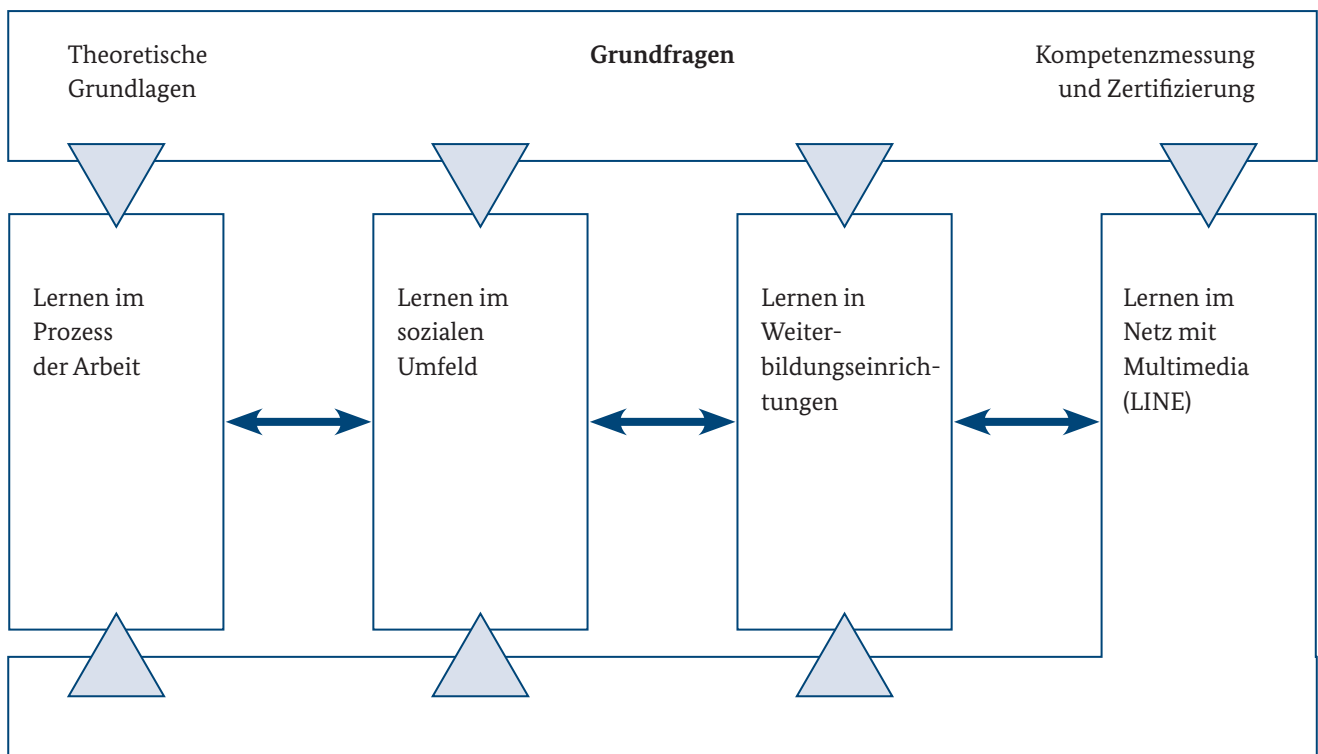 Theoretische
Grundlagen
Grundfragen
Kompetenzmessung
und Zertifizierung
Lernen im
Prozess
der Arbeit
Lernen im
sozialen
Umfeld
Lernen in
Weiter-
bildungseinrich-
tungen
Lernen im
Netz mit
Multimedia
(LINE)